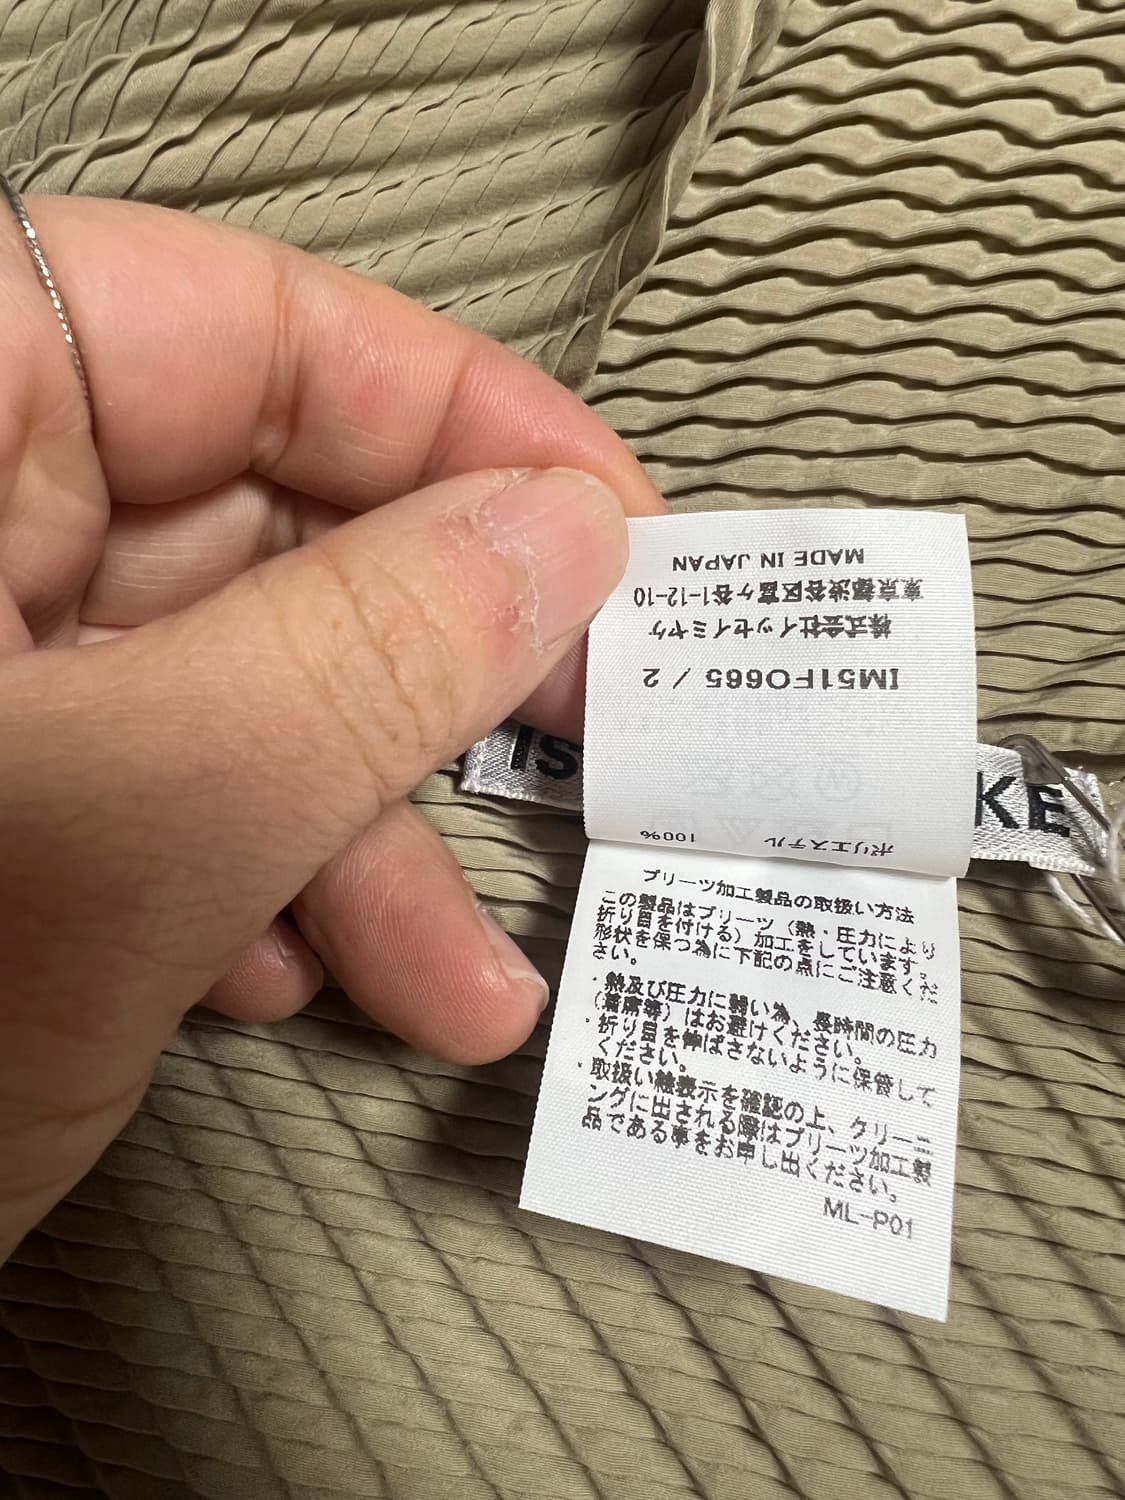 ポリエステル 100%
IM51FO665 / 2
株式会社イッセイミヤケ
東京都渋谷区富ヶ谷1-12-10
MADE IN JAPAN
IS KE
プリーツ加工製品の取扱い方法
この製品はプリーツ（熱・圧力により
折り目を付ける）加工をしています。
形状を保つ為に下記の点にご注意くだ
さい。
・熱及び圧力に弱い為、長時間の圧力
（着席等）はお避けください。
・折り目を伸ばさないように保管して
ください。
・取扱い絵表示を確認の上、クリーニ
ングに出される際はプリーツ加工製
品である事をお申し出ください。
ML-P01